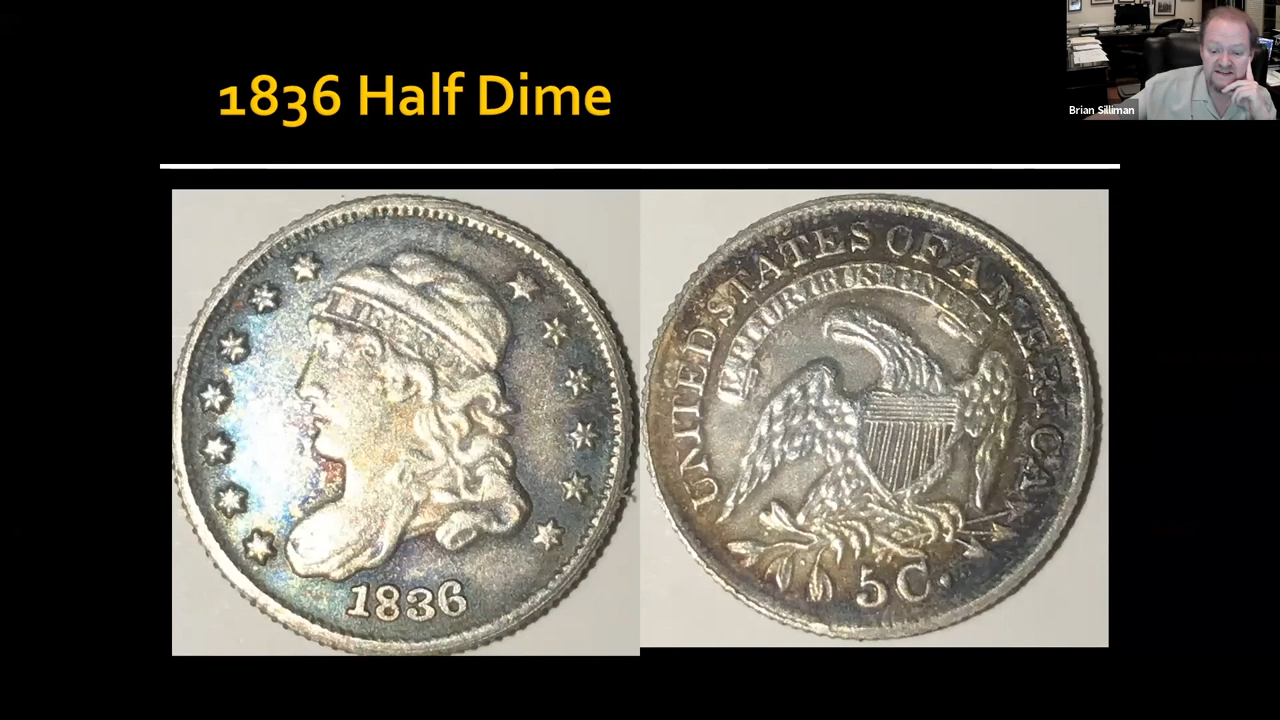 1836 Half Dime
Brian Silliman
LIBERTY
1836
UNITED STATES OF AMERICA
E PLURIBUS UNUM
5 C.